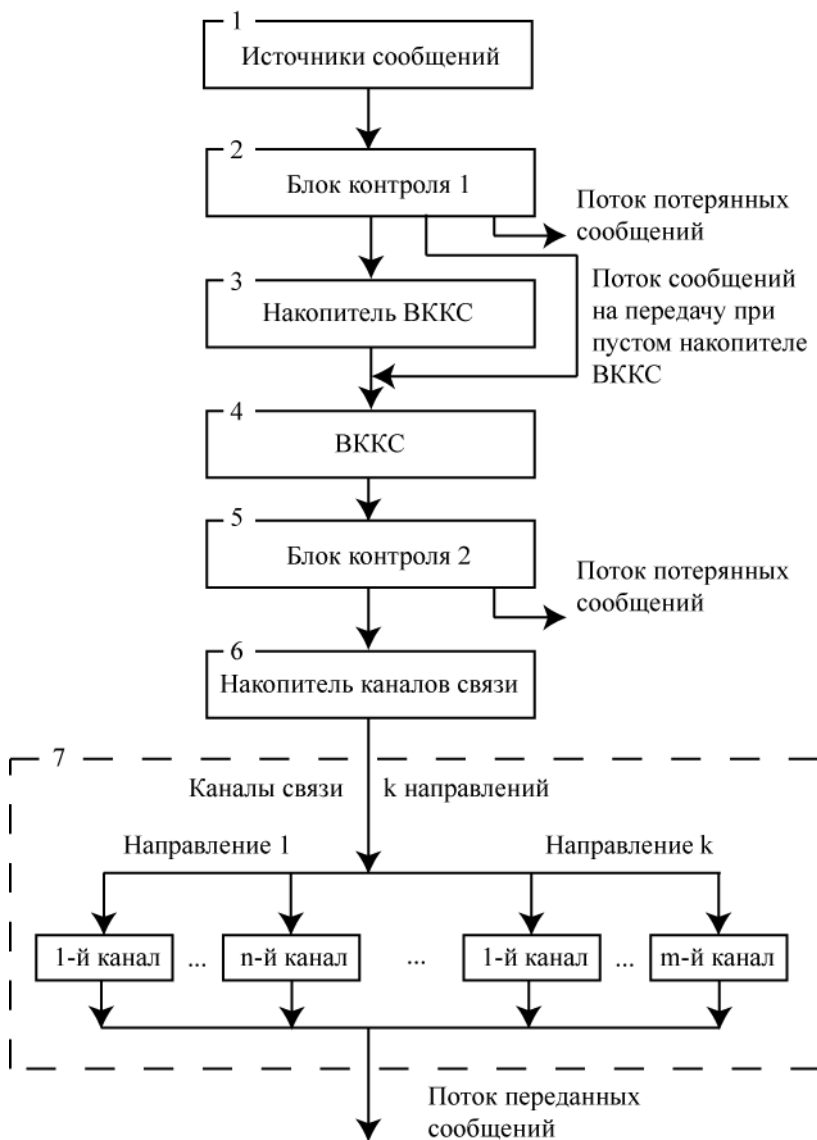 1
Источники сообщений
2
Блок контроля 1
Поток потерянных
сообщений
3
Накопитель ВККС
Поток сообщений
на передачу при
пустом накопителе
ВККС
4
ВККС
5
Блок контроля 2
Поток потерянных
сообщений
6
Накопитель каналов связи
7
Каналы связи k направлений
Направление 1 Направление k
1-й канал ... n-й канал ... 1-й канал ... m-й канал
Поток переданных
сообщений